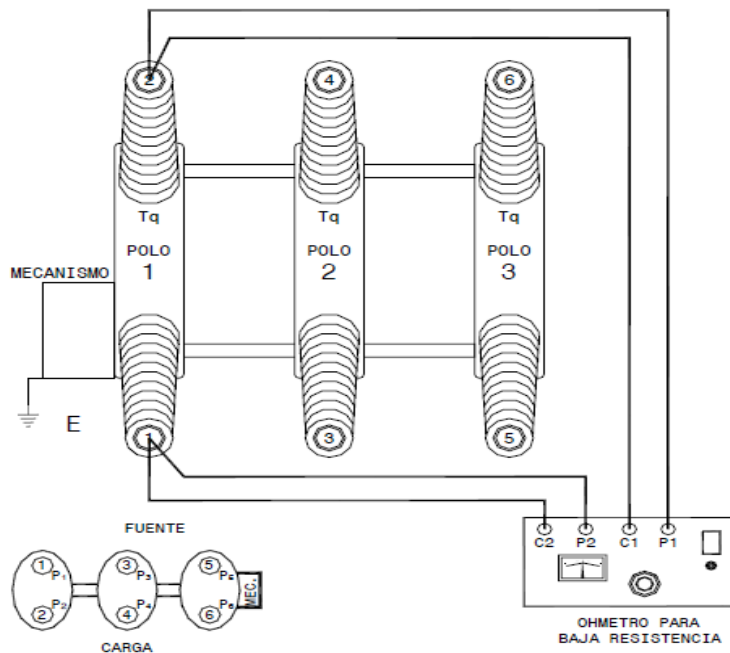 2 4 6
Tq Tq Tq
POLO POLO POLO
1 2 3
MECANISMO
E
1 3 5
FUENTE
C2 P2 C1 P1
1 P₁ 3 P₃ 5 P₅
MEC.
2 P₂ 4 P₄ 6 P₆
CARGA
OHMETRO PARA
BAJA RESISTENCIA